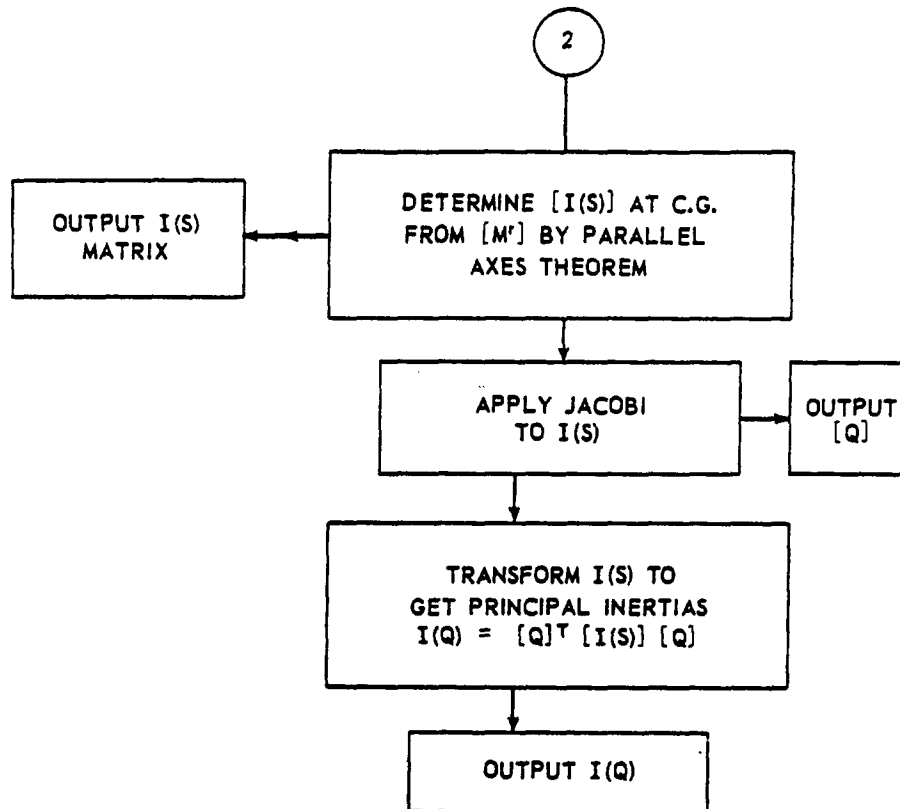 2
DETERMINE [I(S)] AT C.G.
FROM [Mʳ] BY PARALLEL
AXES THEOREM
OUTPUT I(S)
MATRIX
APPLY JACOBI
TO I(S)
OUTPUT
[Q]
TRANSFORM I(S) TO
GET PRINCIPAL INERTIAS
I(Q) = [Q]ᵀ [I(S)] [Q]
OUTPUT I(Q)